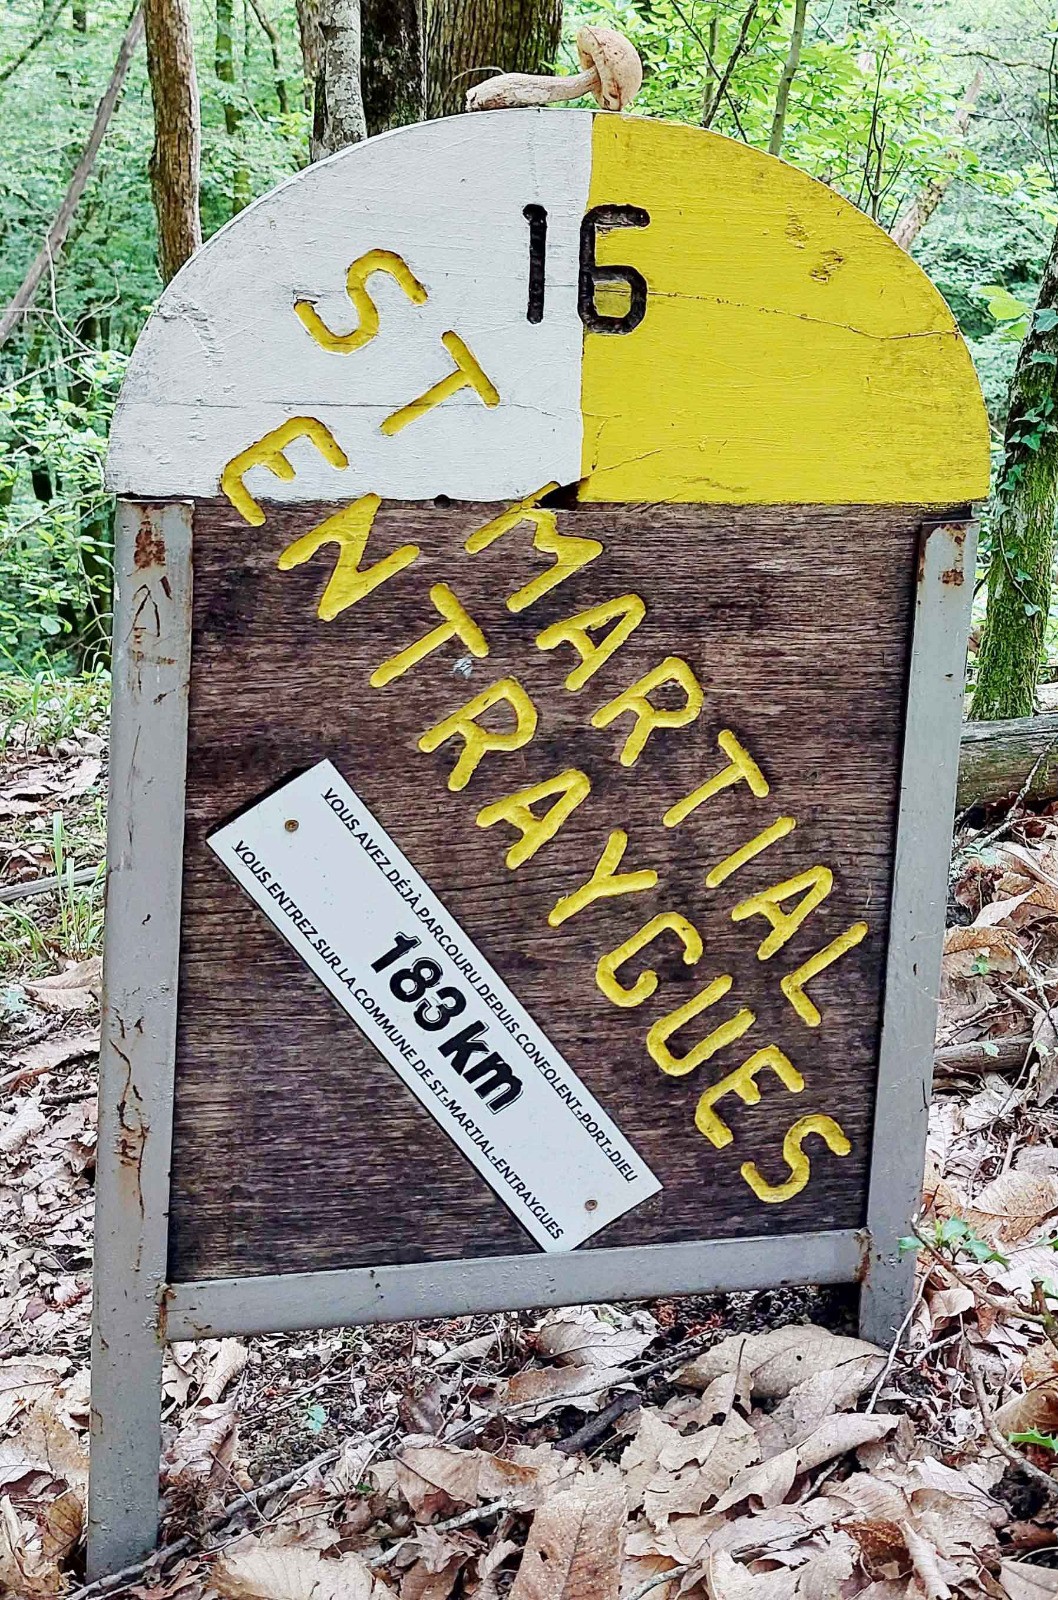 16
ST MARTIAL
ENTRAYGUES
VOUS AVEZ DÉJÀ PARCOURU DEPUIS CONFOLENT-PORT-DIEU
183 km
VOUS ENTREZ SUR LA COMMUNE DE ST-MARTIAL-ENTRAYGUES